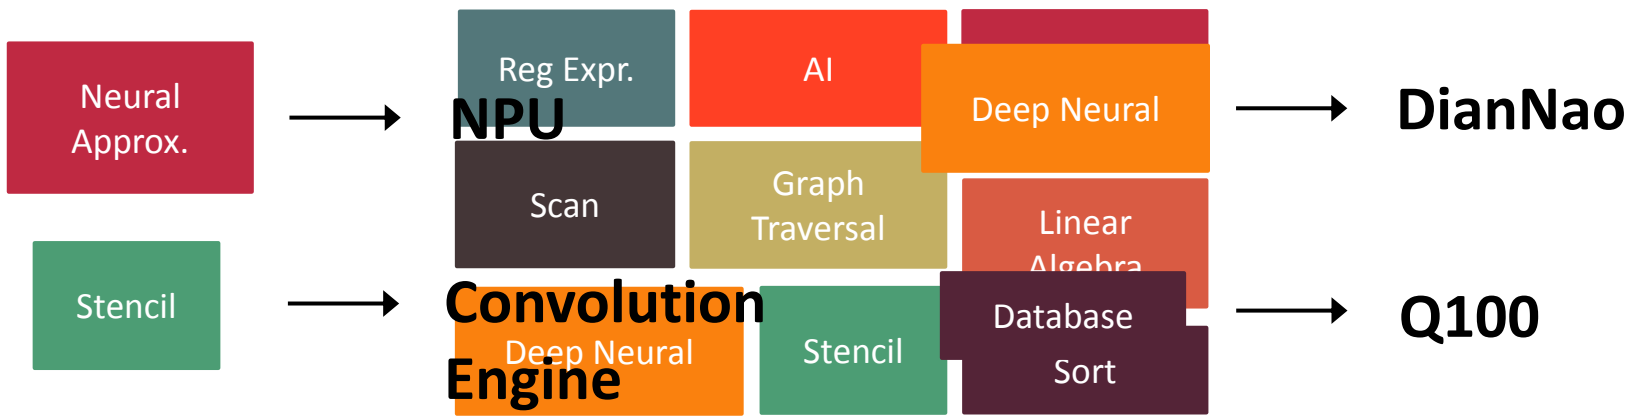 Neural
Approx.
NPU
Reg Expr.
AI
Deep Neural
DianNao
Scan
Graph
Traversal
Linear
Algebra
Stencil
Convolution
Engine
Deep Neural
Stencil
Database
Sort
Q100